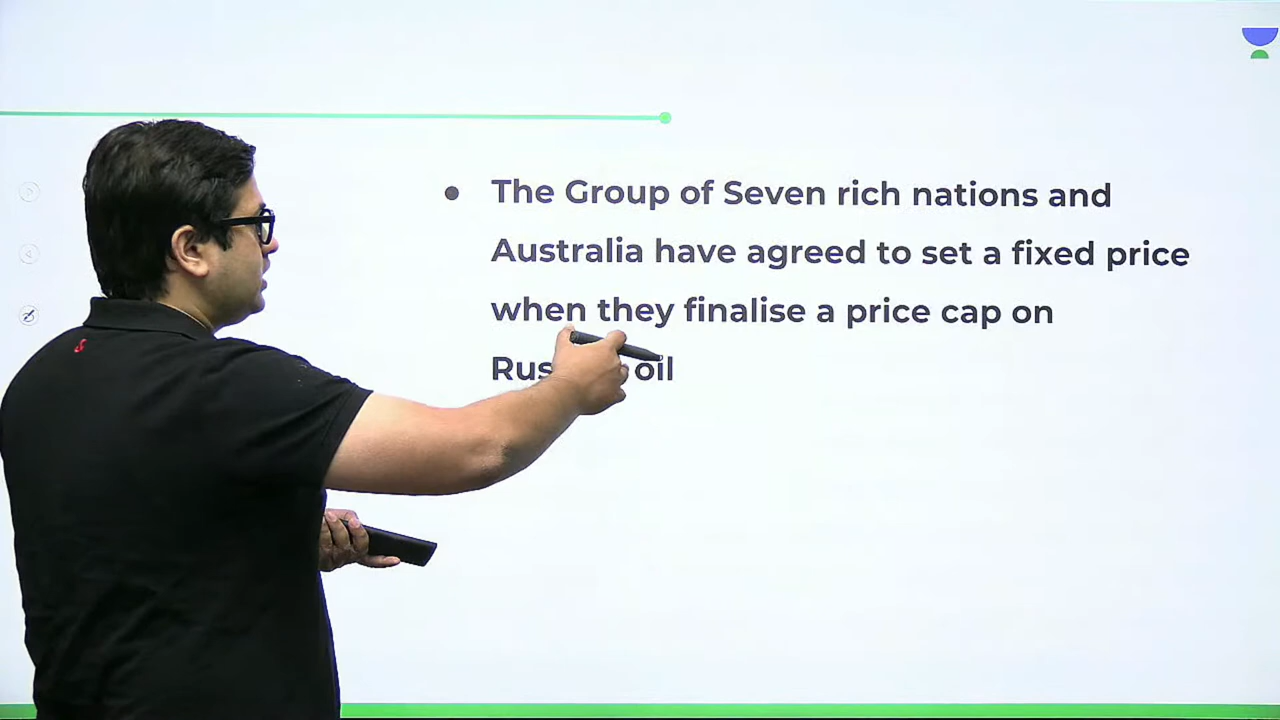 • The Group of Seven rich nations and
Australia have agreed to set a fixed price
when they finalise a price cap on
oil